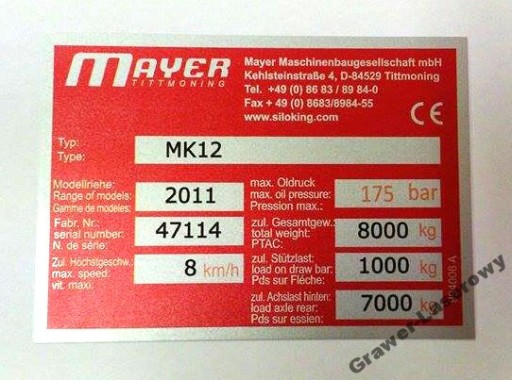 MAYER
TITTMONING
Mayer Maschinenbaugesellschaft mbH
Kehlsteinstraße 4, D-84529 Tittmoning
Tel. +49 (0) 86 83 / 89 84-0
Fax + 49 (0) 8683/8984-55
www.siloking.com
CE
Typ:
Type:
MK12
Modellriehe:
Range of models:
Gamme de modeles:
2011
Fabr. Nr.:
serial number:
N. de série:
47114
Zul. Höchstgeschw.:
max. speed:
vit. maxi:
8 km/h
max. Oldruck
max. oil pressure:
Pression max.:
175 bar
zul. Gesamtgew.:
total weight:
PTAC:
8000 kg
zul. Stützlast:
load on draw bar:
Pds sur Fléche:
1000 kg
zul. Achslast hinten:
load axle rear:
Pds sur essien:
7000 kg
Grawer-Laserowy